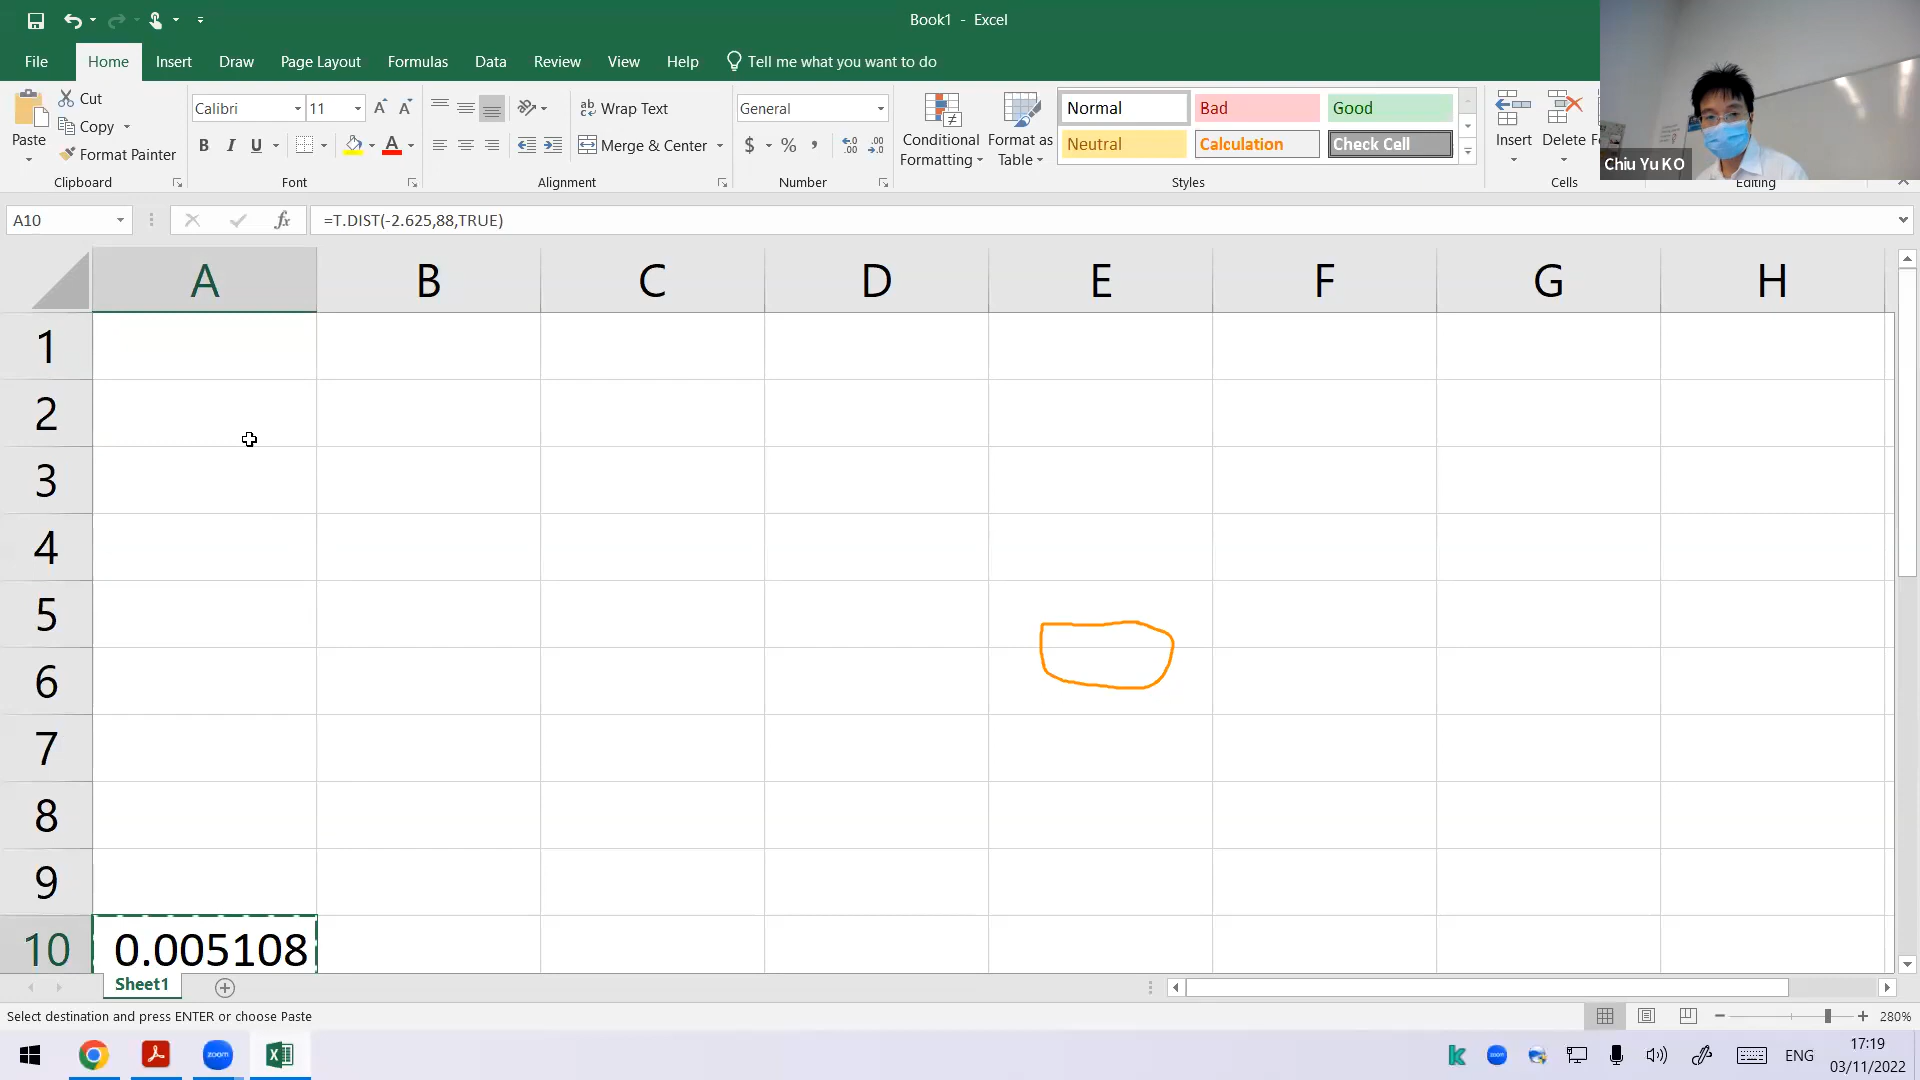 Book1 - Excel
File Home Insert Draw Page Layout Formulas Data Review View Help Tell me what you want to do
Paste
Cut
Copy
Format Painter
Clipboard
Calibri 11
B I U A
Font
Wrap Text
Merge & Center
Alignment
General
$ % ,
Number
Conditional Formatting
Format as Table
Normal Bad Good
Neutral Calculation Check Cell
Styles
Insert Delete
Cells
Editing
Chiu Yu KO
A10 fx =T.DIST(-2.625,88,TRUE)
A B C D E F G H
1
2
3
4
5
6
7
8
9
10 0.005108
Sheet1
Select destination and press ENTER or choose Paste
280%
zoom
ENG
17:19
03/11/2022